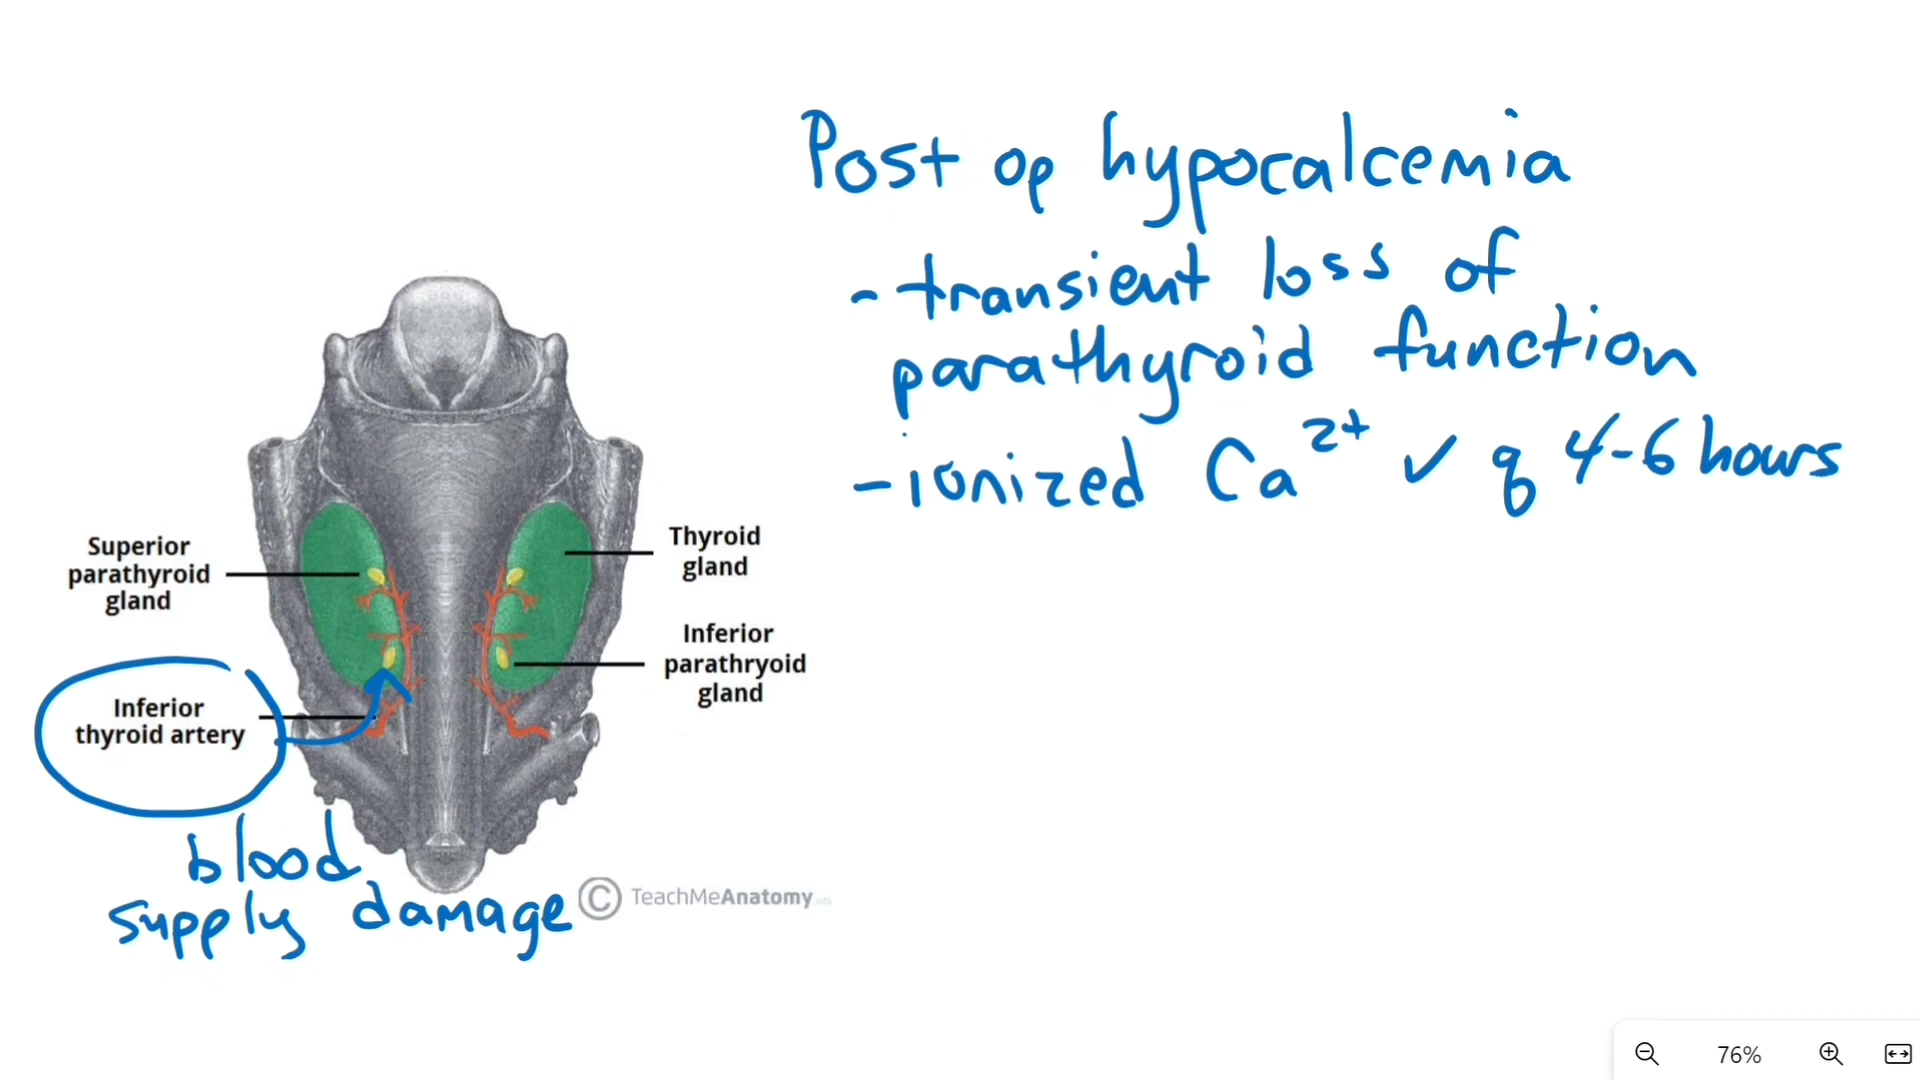 Post op hypocalcemia
- transient loss of
parathyroid function
- ionized Ca²⁺ ✓ q 4-6 hours
Superior
parathyroid
gland
Thyroid
gland
Inferior
parathryoid
gland
Inferior
thyroid artery
blood
supply damage
© TeachMeAnatomy
76%